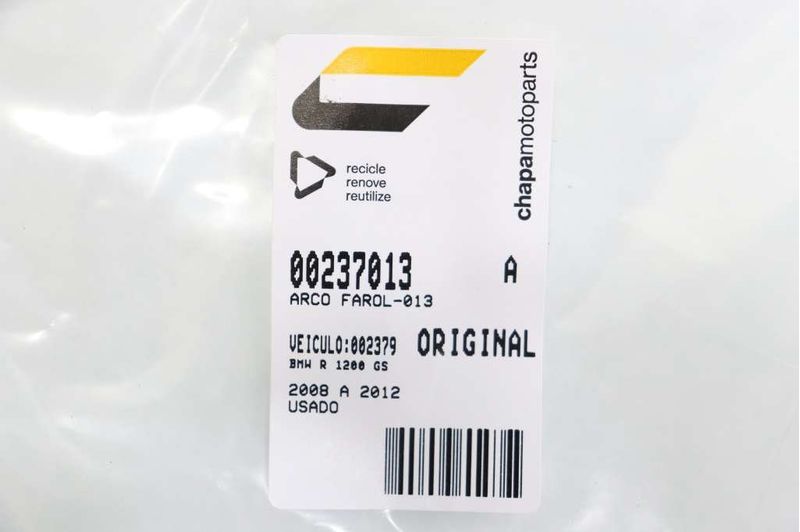 chapamotoparts
recicle
renove
reutilize
00237013 A
ARCO FAROL-013
VEICULO:002379 ORIGINAL
BMW R 1200 GS
2008 A 2012
USADO